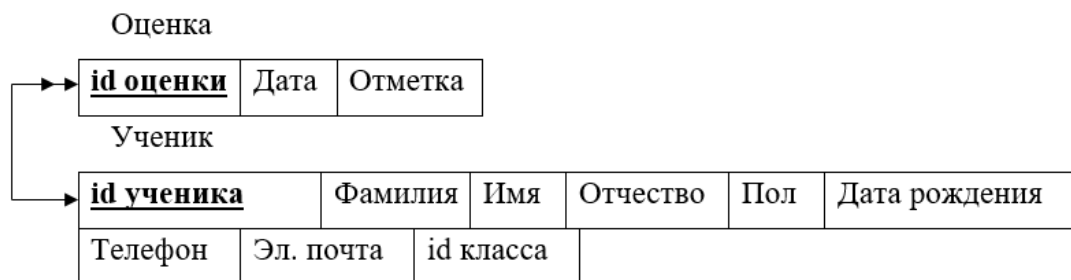 Оценка
id оценки Дата Отметка
Ученик
id ученика Фамилия Имя Отчество Пол Дата рождения
Телефон Эл. почта id класса